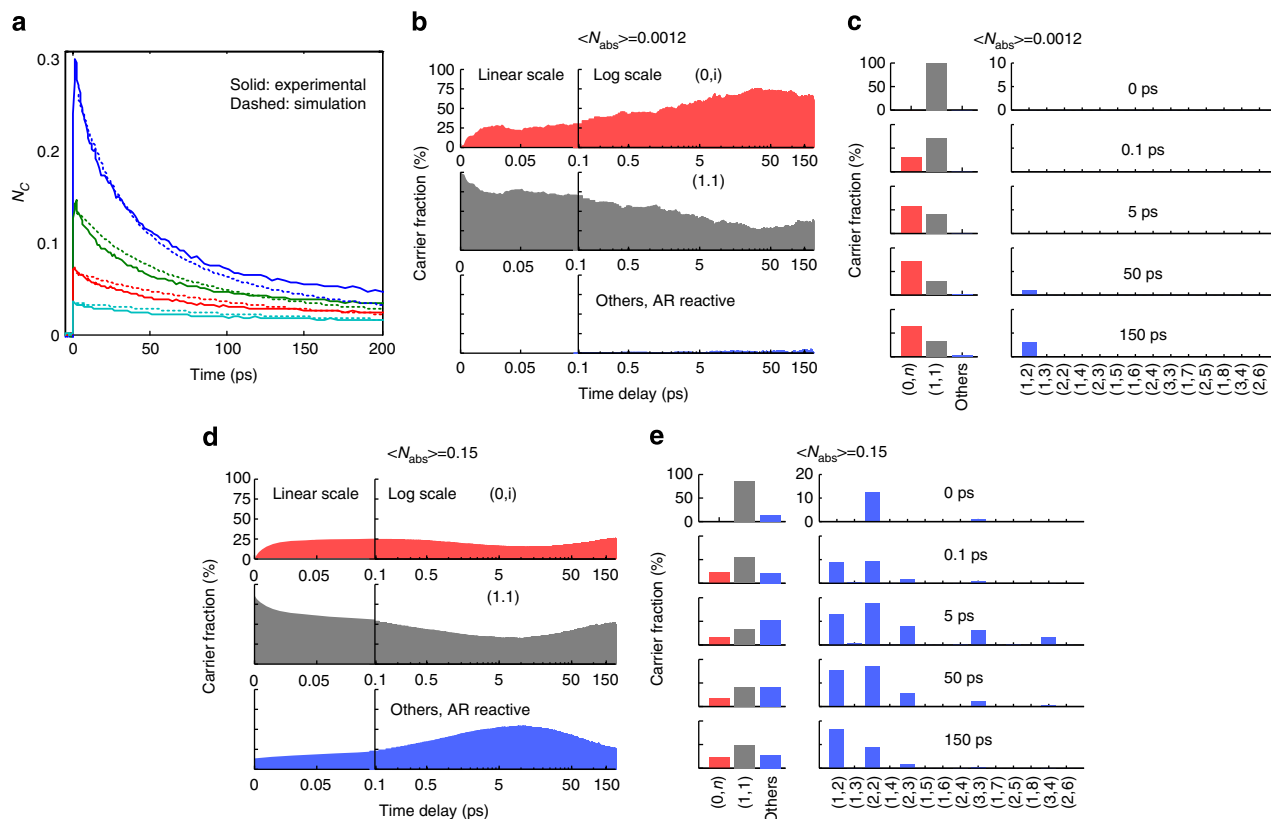 a
0.3
0.2
0.1
0
N_C
Solid: experimental
Dashed: simulation
0 50 100 150 200
Time (ps)
b
<N_abs>=0.0012
Linear scale Log scale (0,i)
100
75
50
25
0
0 0.05 0.1 0.5 5 50 150
(1.1)
Carrier fraction (%)
0 0.05 0.1 0.5 5 50 150
Others, AR reactive
0 0.05 0.1 0.5 5 50 150
Time delay (ps)
c
<N_abs>=0.0012
100
50
0
10
5
0
0 ps
0.1 ps
5 ps
50 ps
150 ps
Carrier fraction (%)
(0,n) (1,1) Others
(1,2) (1,3) (2,2) (1,4) (2,3) (1,5) (1,6) (2,4) (3,3) (1,7) (2,5) (1,8) (3,4) (2,6)
d
<N_abs>=0.15
Linear scale Log scale (0,i)
100
75
50
25
0
0 0.05 0.1 0.5 5 50 150
(1.1)
Carrier fraction (%)
0 0.05 0.1 0.5 5 50 150
Others, AR reactive
0 0.05 0.1 0.5 5 50 150
Time delay (ps)
e
<N_abs>=0.15
100
50
0
20
10
0
0 ps
0.1 ps
5 ps
50 ps
150 ps
Carrier fraction (%)
(0,n) (1,1) Others
(1,2) (1,3) (2,2) (1,4) (2,3) (1,5) (1,6) (2,4) (3,3) (1,7) (2,5) (1,8) (3,4) (2,6)